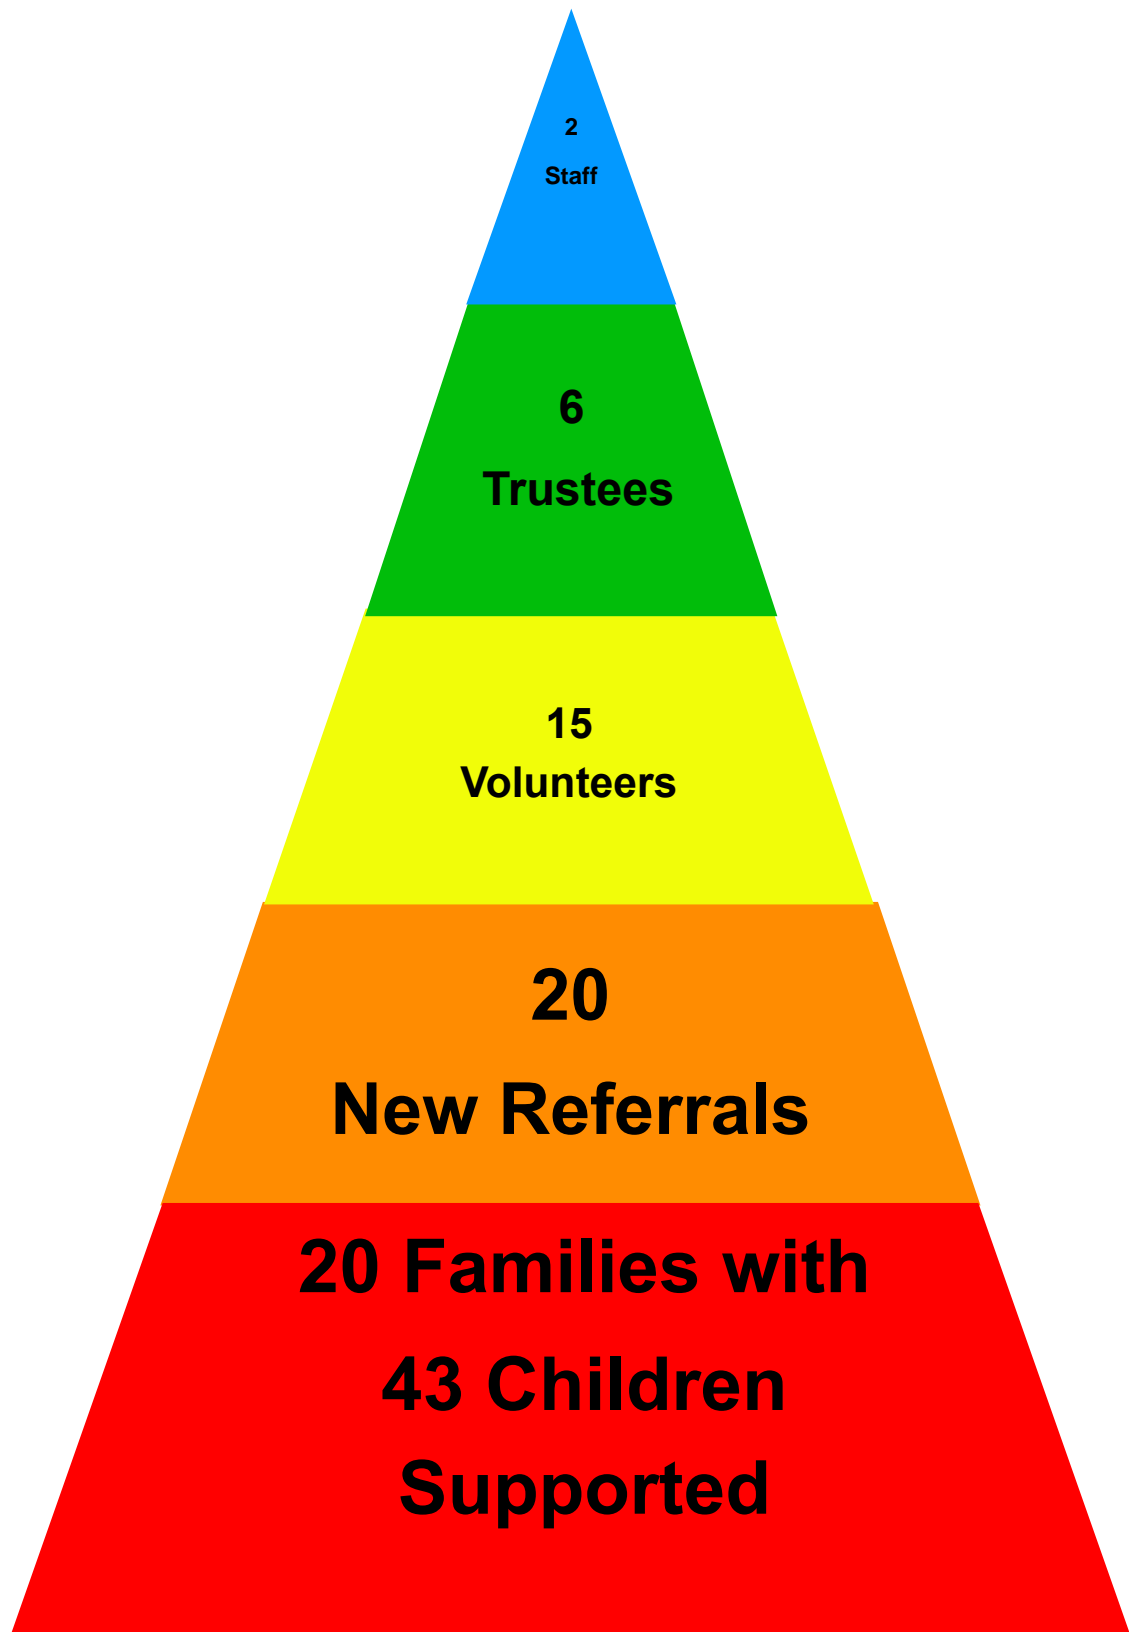 2
Staff
6
Trustees
15
Volunteers
20
New Referrals
20 Families with
43 Children
Supported